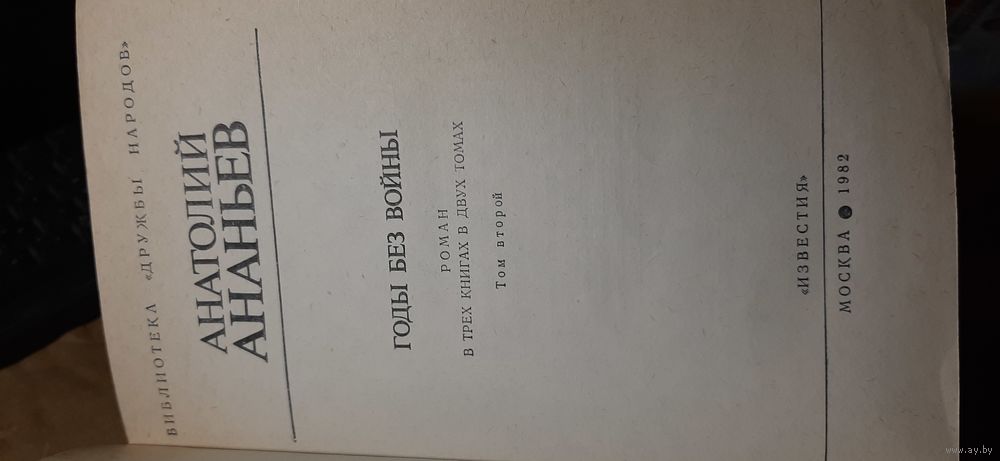 БИБЛИОТЕКА «ДРУЖБЫ НАРОДОВ»
АНАТОЛИЙ
АНАНЬЕВ
ГОДЫ БЕЗ ВОЙНЫ
РОМАН
В ТРЕХ КНИГАХ В ДВУХ ТОМАХ
Том второй
«ИЗВЕСТИЯ»
МОСКВА 1982
www.ay.by